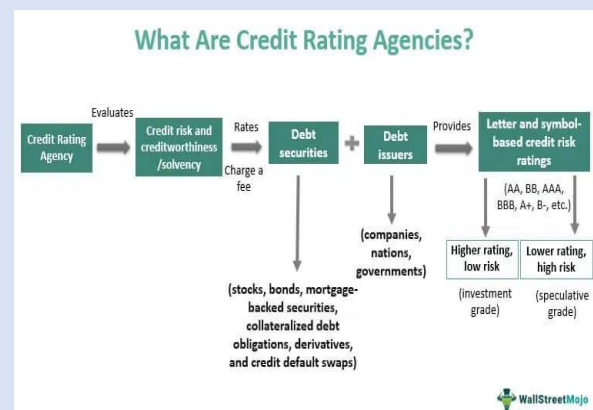 What Are Credit Rating Agencies?
Credit Rating
Agency
Evaluates
Credit risk and
creditworthiness
/solvency
Rates
Charge a
fee
Debt
securities
+
Debt
issuers
Provides
Letter and symbol-
based credit risk
ratings
(AA, BB, AAA,
BBB, A+, B-, etc.)
(companies,
nations,
governments)
Higher rating,
low risk
Lower rating,
high risk
(investment
grade)
(speculative
grade)
(stocks, bonds, mortgage-
backed securities,
collateralized debt
obligations, derivatives,
and credit default swaps)
WallStreetMojo